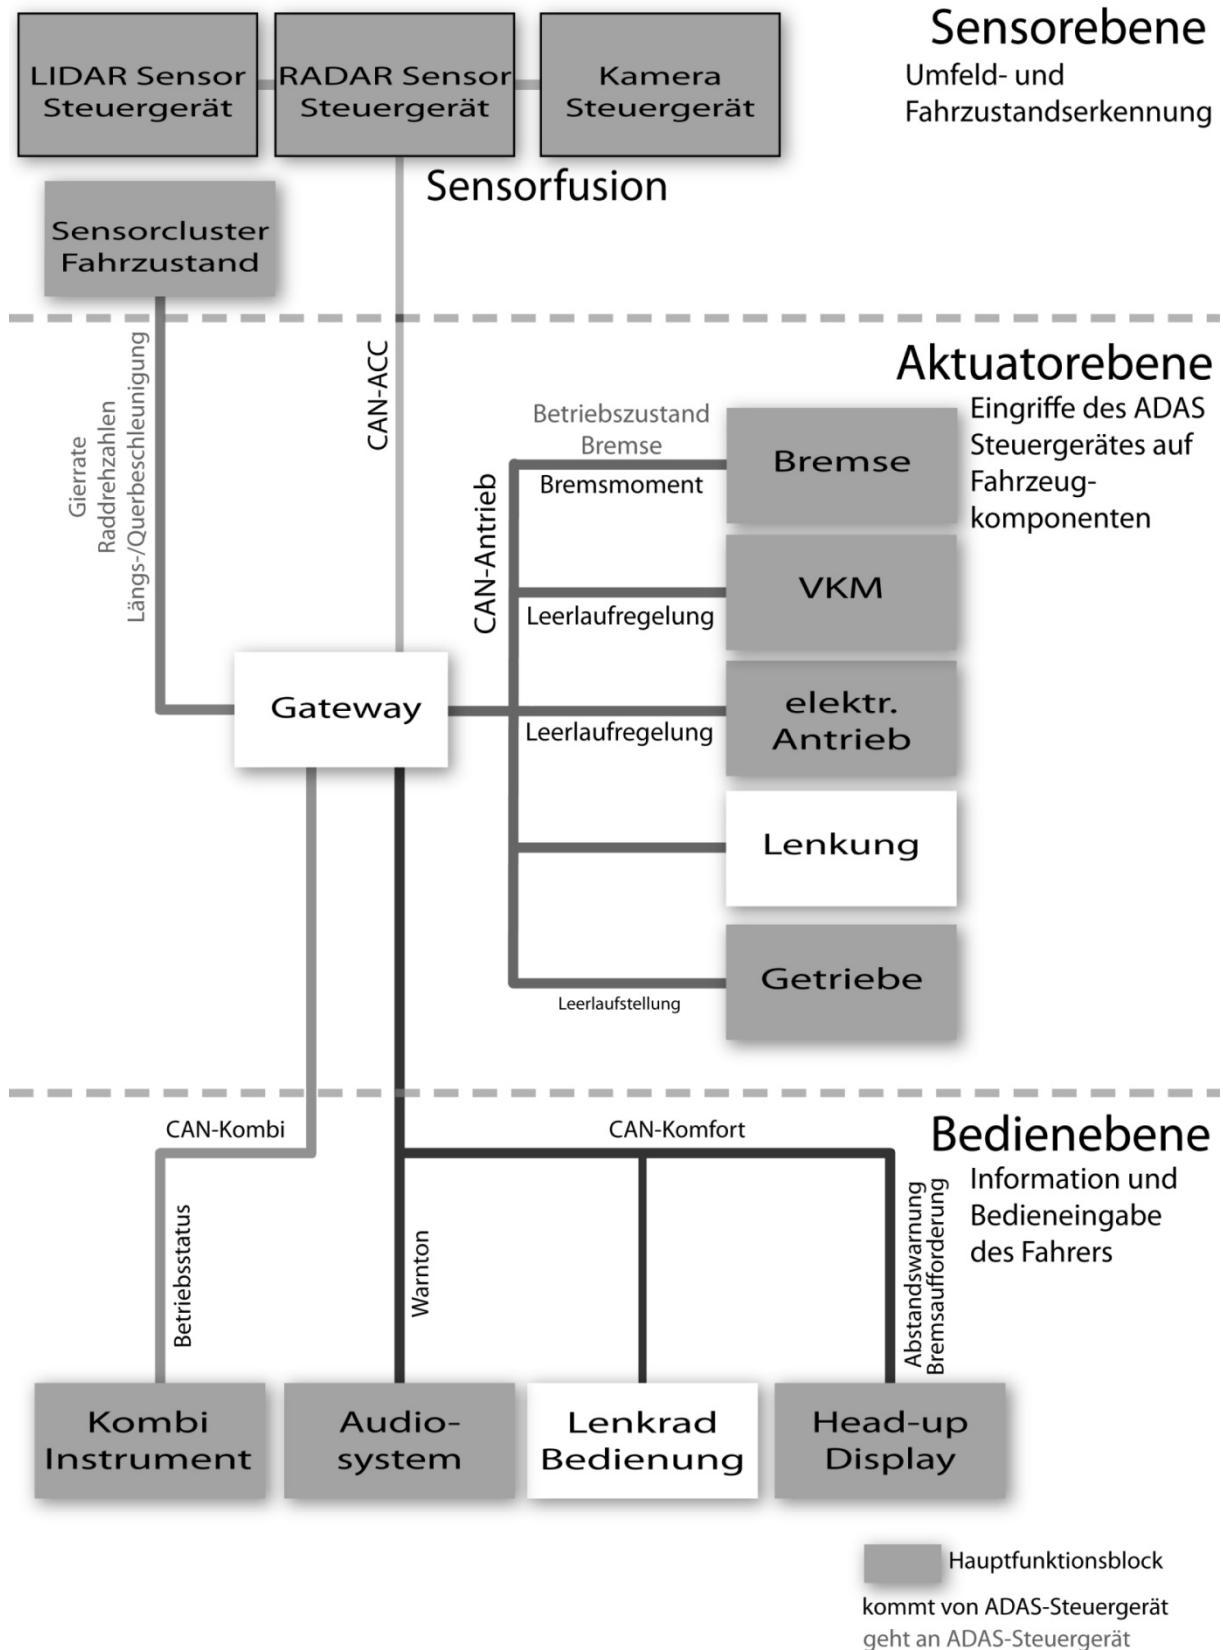 Sensorebene
Umfeld- und
Fahrzustandserkennung
LIDAR Sensor
Steuergerät
RADAR Sensor
Steuergerät
Kamera
Steuergerät
Sensorfusion
Sensorcluster
Fahrzustand
Gierrate
Raddrehzahlen
Längs-/Querbeschleunigung
CAN-ACC
Aktuatorebene
Eingriffe des ADAS
Steuergerätes auf
Fahrzeug-
komponenten
CAN-Antrieb
Betriebszustand
Bremse
Bremsmoment
Bremse
Leerlaufregelung
VKM
Gateway
Leerlaufregelung
elektr.
Antrieb
Lenkung
Leerlaufstellung
Getriebe
Bedienebene
Information und
Bedieneingabe
des Fahrers
CAN-Kombi
CAN-Komfort
Betriebsstatus
Warnton
Abstandswarnung
Bremsaufforderung
Kombi
Instrument
Audio-
system
Lenkrad
Bedienung
Head-up
Display
Hauptfunktionsblock
kommt von ADAS-Steuergerät
geht an ADAS-Steuergerät